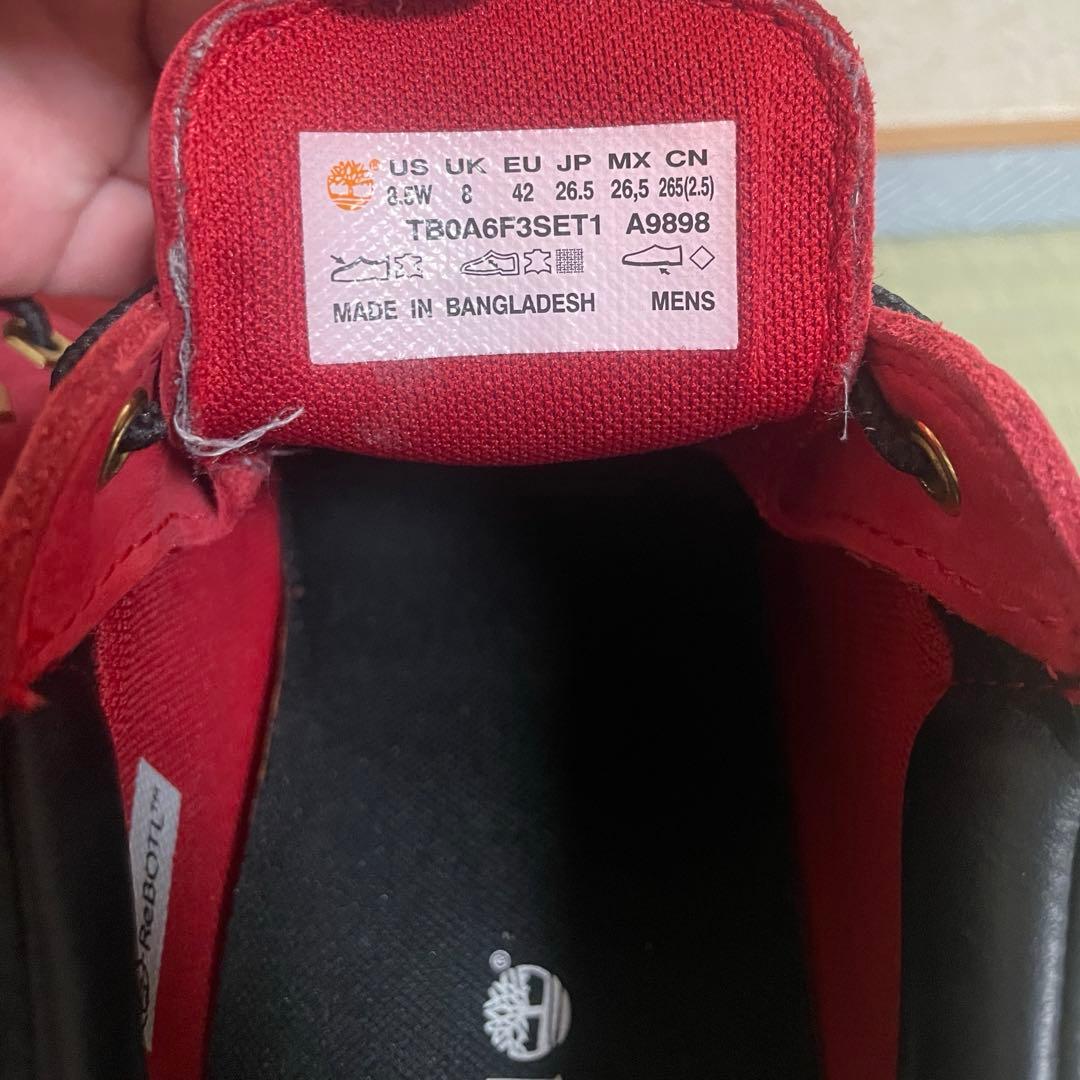 US UK EU JP MX CN
8.5W 8 42 26.5 26,5 265(2.5)
TB0A6F3SET1 A9898
MADE IN BANGLADESH MENS
ReBOTL™